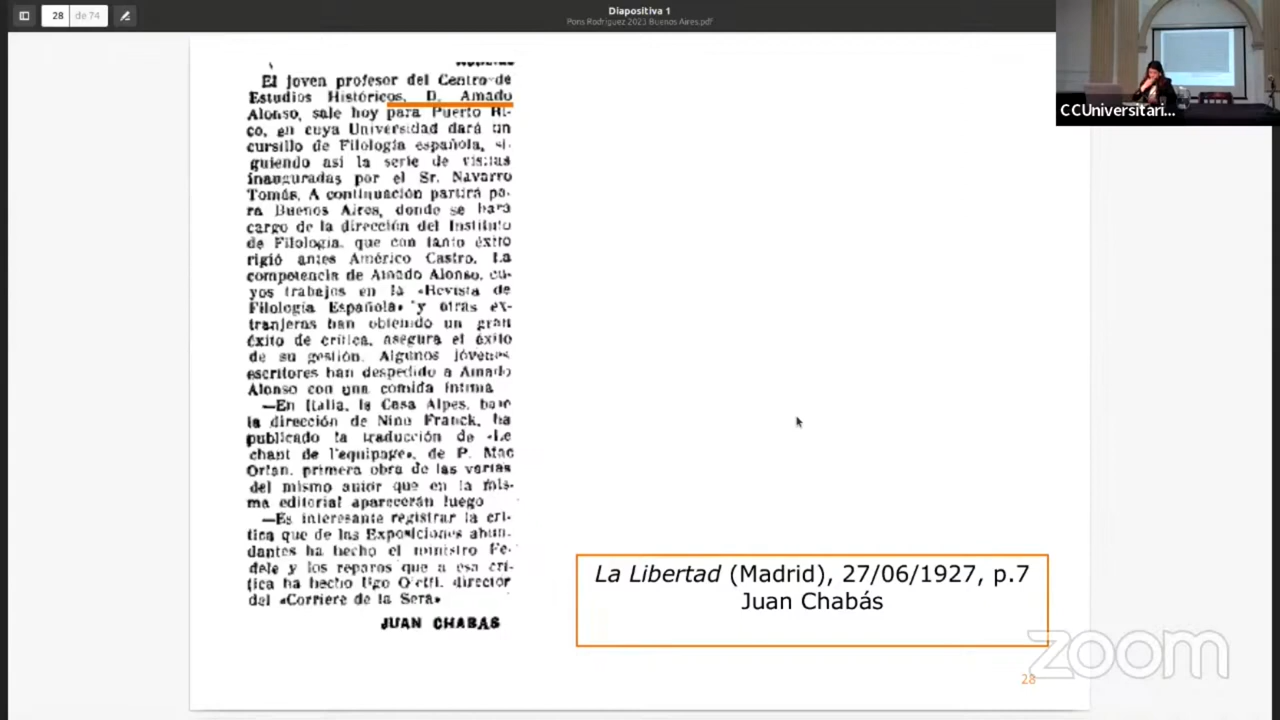 Diapositiva 1
28 de 74
Pons Rodriguez 2023 Buenos Aires.pdf
CCUniversitari...
El joven profesor del Centro de
Estudios Históricos, D. Amado
Alonso, sale hoy para Puerto Ri-
co, en cuya Universidad dará un
cursillo de Filología española, si-
guiendo así la serie de visitas
inauguradas por el Sr. Navarro
Tomás. A continuación partirá pa-
ra Buenos Aires, donde se hará
cargo de la dirección del Instituto
de Filología, que con tanto éxito
rigió antes Américo Castro. La
competencia de Amado Alonso, cu-
yos trabajos en la «Revista de
Filología Española» y otras ex-
tranjeras han obtenido un gran
éxito de crítica, asegura el éxito
de su gestión. Algunos jóvenes
escritores han despedido a Amado
Alonso con una comida íntima
—En Italia, la Casa Alpes, bajo
la dirección de Nino Franck, ha
publicado la traducción de «Le
chant de l'equipage», de P. Mac
Orlan, primera obra de las varias
del mismo autor que en la mis-
ma editorial aparecerán luego
—Es interesante registrar la crí-
tica que de las Exposiciones abun-
dantes ha hecho el ministro Fe-
dele y los reparos que a esa crí-
tica ha hecho Ugo director
del «Corriere de la Sera»
JUAN CHABAS
La Libertad (Madrid), 27/06/1927, p.7
Juan Chabás
zoom
28